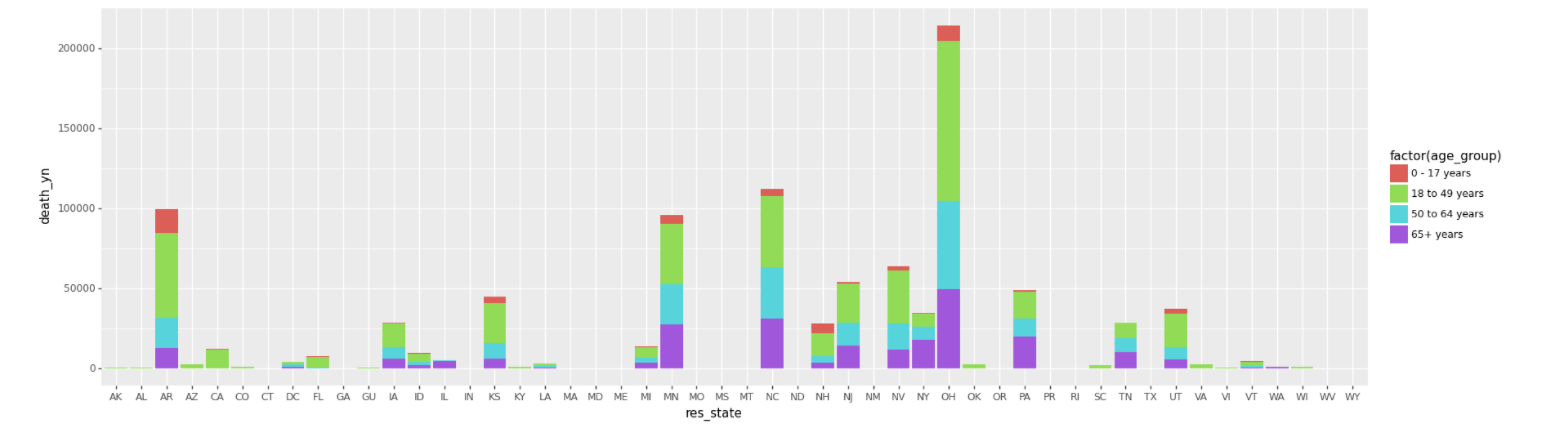 200000
150000
100000
50000
0
death_yn
AK AL AR AZ CA CO CT DC FL GA GU IA ID IL IN KS KY LA MA MD ME MI MN MO MS MT NC ND NH NJ NM NV NY OH OK OR PA PR RI SC TN TX UT VA VI VT WA WI WV WY
res_state
factor(age_group)
0 - 17 years
18 to 49 years
50 to 64 years
65+ years